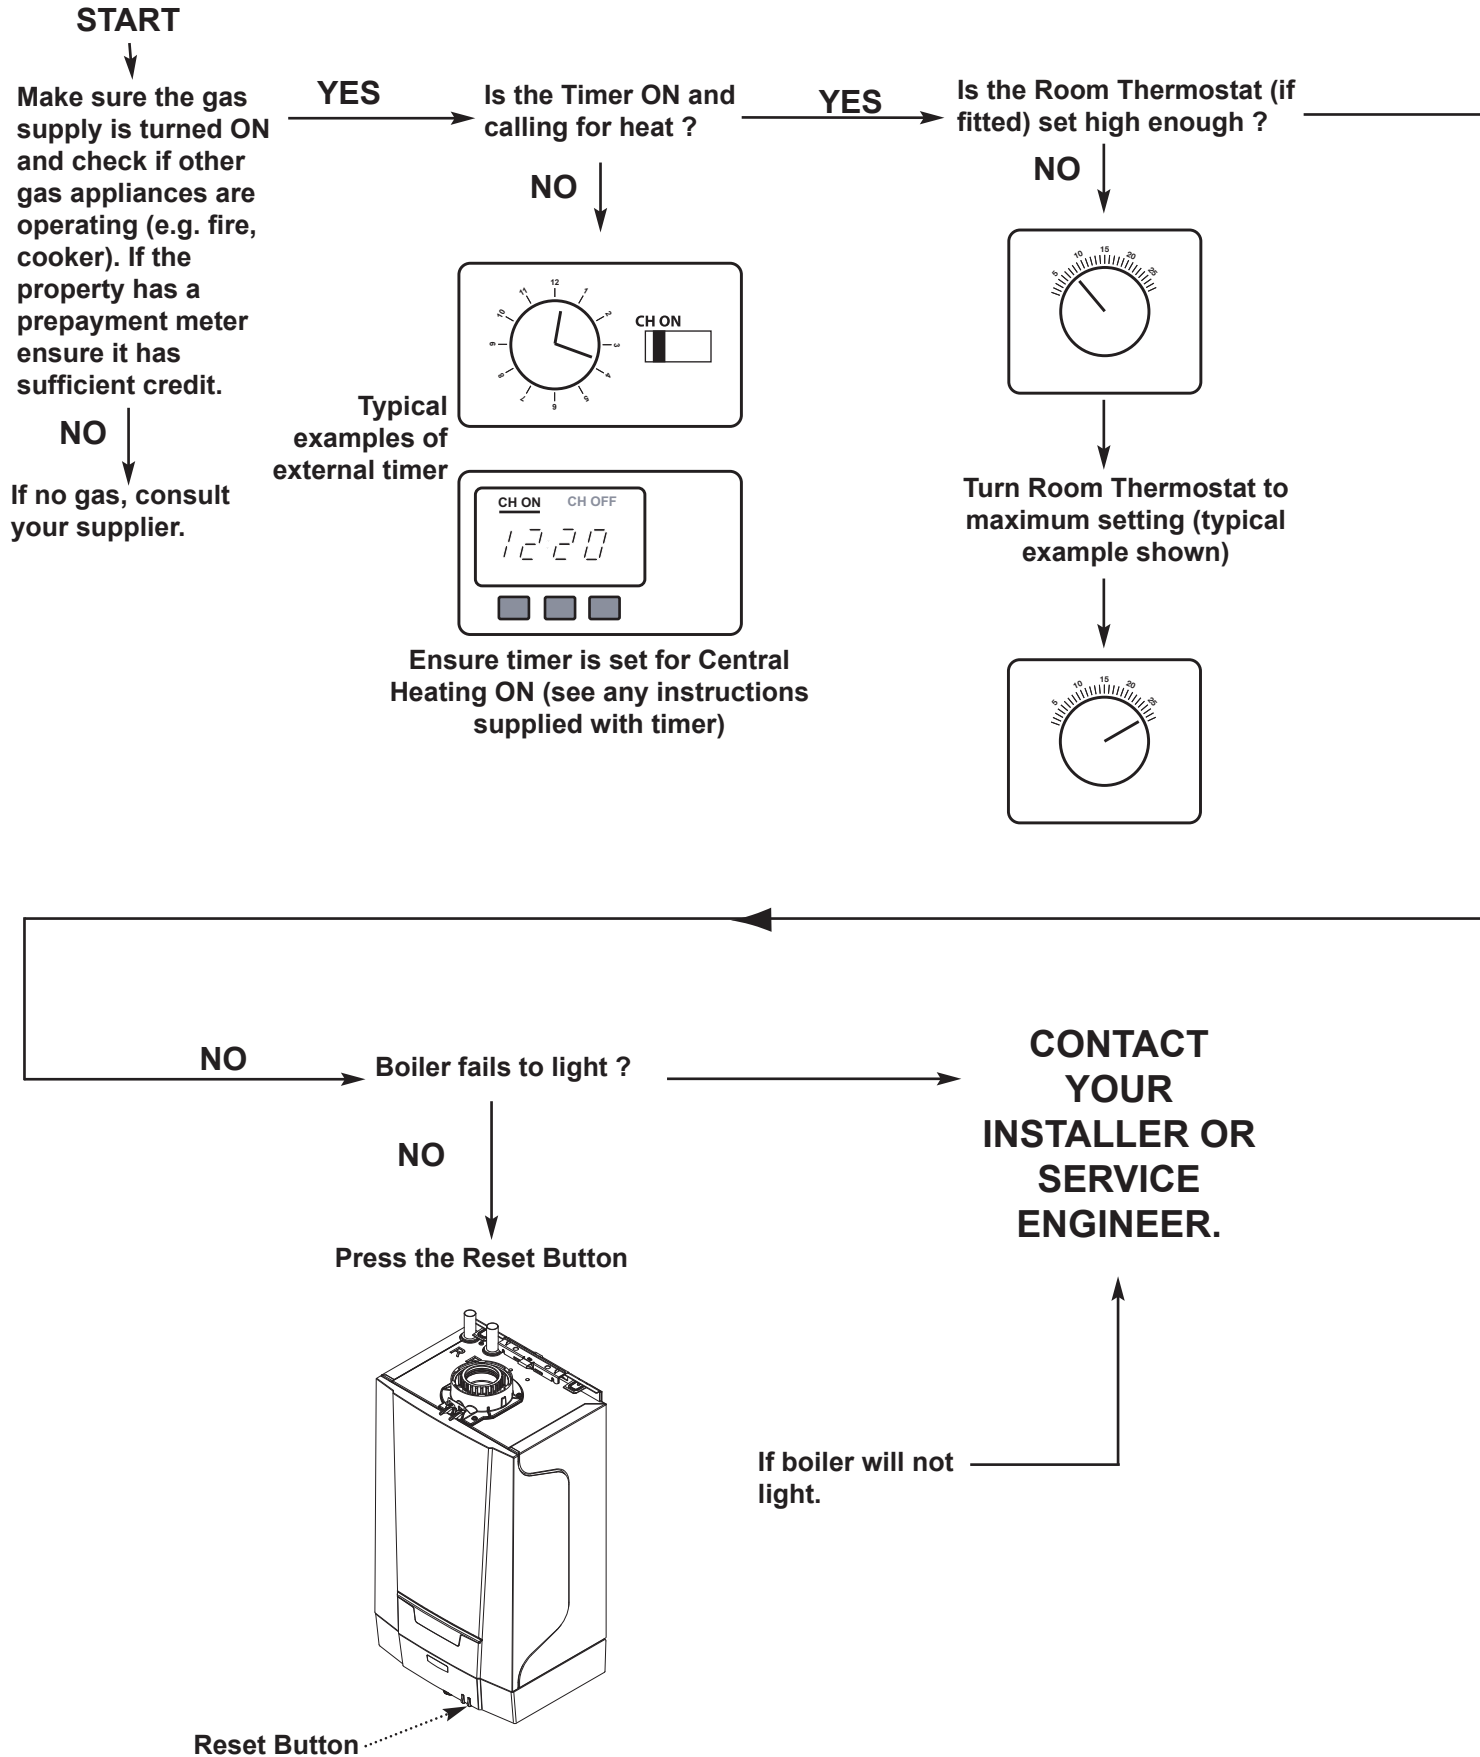 START
Make sure the gas
supply is turned ON
and check if other
gas appliances are
operating (e.g. fire,
cooker). If the
property has a
prepayment meter
ensure it has
sufficient credit.
NO
If no gas, consult
your supplier.
YES
Is the Timer ON and
calling for heat ?
NO
12
1
2
3
4
5
6
7
8
9
10
11
CH ON
Typical
examples of
external timer
CH ON CH OFF
12 20
Ensure timer is set for Central
Heating ON (see any instructions
supplied with timer)
YES
Is the Room Thermostat (if
fitted) set high enough ?
NO
5 10 15 20 25
Turn Room Thermostat to
maximum setting (typical
example shown)
5 10 15 20 25
NO
Boiler fails to light ?
NO
Press the Reset Button
Reset Button
CONTACT
YOUR
INSTALLER OR
SERVICE
ENGINEER.
If boiler will not
light.